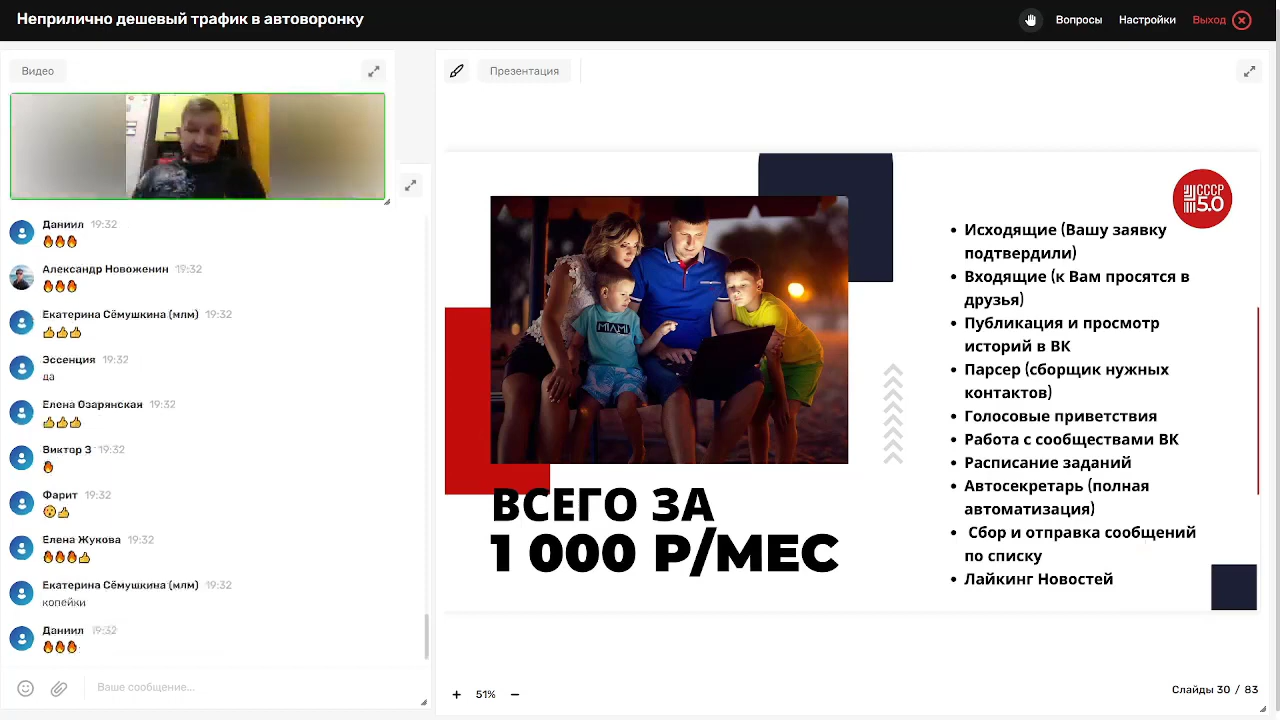 Неприлично дешевый трафик в автоворонку
Вопросы
Настройки
Выход
Видео
Даниил 19:32
Александр Новоженин 19:32
Екатерина Сёмушкина (млм) 19:32
Эссенция 19:32
да
Елена Озарянская 19:32
Виктор З 19:32
Фарит 19:32
Елена Жукова 19:32
Екатерина Сёмушкина (млм) 19:32
копейки
Даниил 19:32
Ваше сообщение...
Презентация
СССР
5.0
MIAMI
ВСЕГО ЗА
1 000 Р/МЕС
• Исходящие (Вашу заявку
подтвердили)
• Входящие (к Вам просятся в
друзья)
• Публикация и просмотр
историй в ВК
• Парсер (сборщик нужных
контактов)
• Голосовые приветствия
• Работа с сообществами ВК
• Расписание заданий
• Автосекретарь (полная
автоматизация)
• Сбор и отправка сообщений
по списку
• Лайкинг Новостей
+ 51% −
Слайды 30 / 83